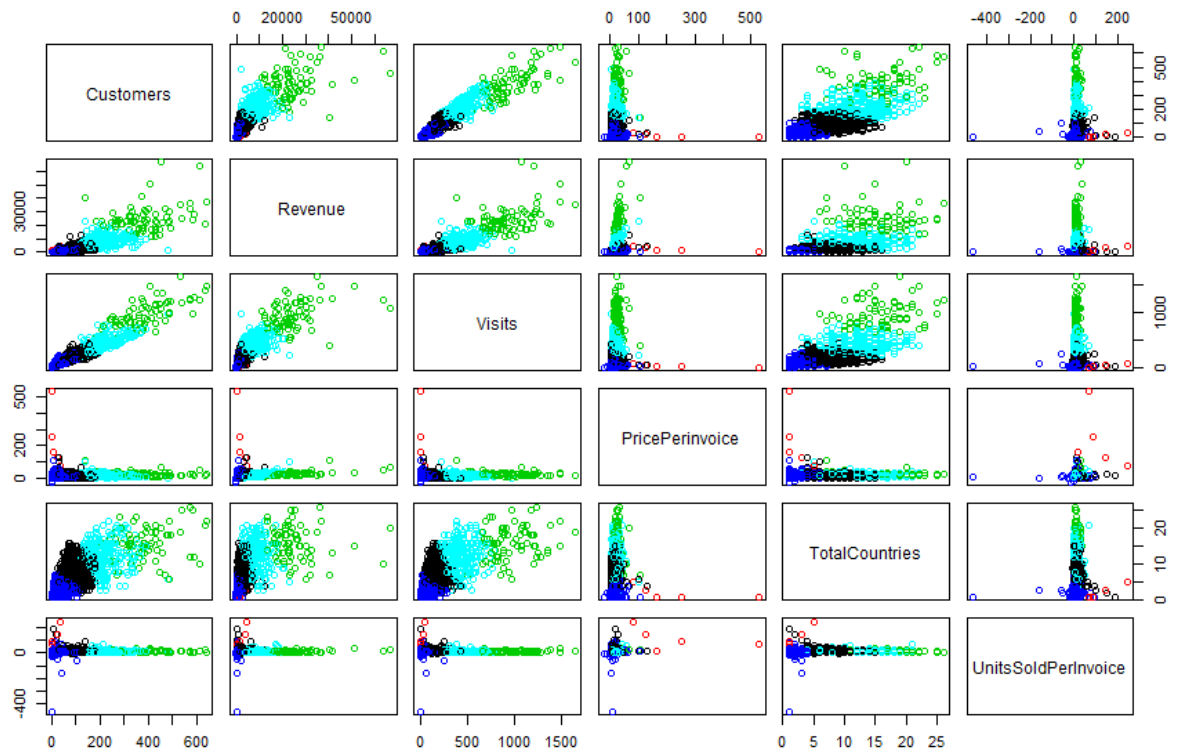 0 20000 50000
0 100 300 500
-400 -200 0 200
Customers
0 200 500
0 30000
Revenue
Visits
0 1000
0 200 500
PricePerinvoice
TotalCountries
0 10 20
-400 0
UnitsSoldPerInvoice
0 200 400 600
0 500 1000 1500
0 5 10 15 20 25